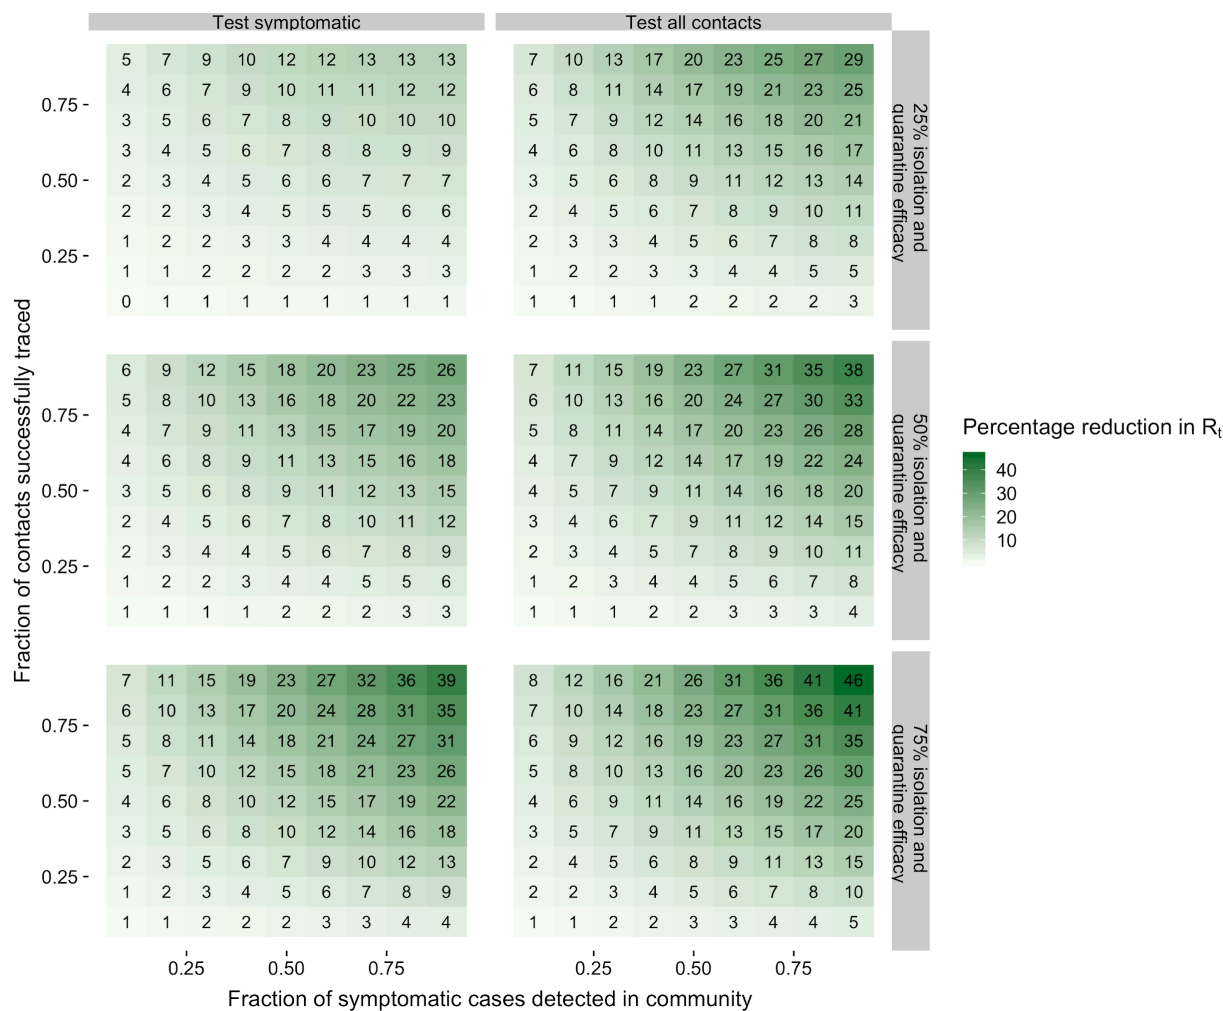 Test symptomatic Test all contacts
5 7 9 10 12 12 13 13 13 7 10 13 17 20 23 25 27 29
4 6 7 9 10 11 11 12 12 6 8 11 14 17 19 21 23 25
0.75
3 5 6 7 8 9 10 10 10 5 7 9 12 14 16 18 20 21
3 4 5 6 7 8 8 9 9 4 6 8 10 11 13 15 16 17
0.50 2 3 4 5 6 6 7 7 7 3 5 6 8 9 11 12 13 14
2 2 3 4 5 5 5 6 6 2 4 5 6 7 8 9 10 11
1 2 2 3 3 4 4 4 4 2 3 3 4 5 6 7 8 8
0.25
1 1 2 2 2 2 3 3 3 1 2 2 3 3 4 4 5 5
0 1 1 1 1 1 1 1 1 1 1 1 1 2 2 2 2 3
25% isolation and
quarantine efficacy
6 9 12 15 18 20 23 25 26 7 11 15 19 23 27 31 35 38
5 8 10 13 16 18 20 22 23 6 10 13 16 20 24 27 30 33
0.75
4 7 9 11 13 15 17 19 20 5 8 11 14 17 20 23 26 28
4 6 8 9 11 13 15 16 18 4 7 9 12 14 17 19 22 24
0.50 3 5 6 8 9 11 12 13 15 4 5 7 9 11 14 16 18 20
2 4 5 6 7 8 10 11 12 3 4 6 7 9 11 12 14 15
2 3 4 4 5 6 7 8 9 2 3 4 5 7 8 9 10 11
0.25
1 2 2 3 4 4 5 5 6 1 2 3 4 4 5 6 7 8
1 1 1 1 2 2 2 3 3 1 1 1 2 2 3 3 3 4
50% isolation and
quarantine efficacy
7 11 15 19 23 27 32 36 39 8 12 16 21 26 31 36 41 46
6 10 13 17 20 24 28 31 35 7 10 14 18 23 27 31 36 41
0.75
5 8 11 14 18 21 24 27 31 6 9 12 16 19 23 27 31 35
5 7 10 12 15 18 21 23 26 5 8 10 13 16 20 23 26 30
0.50 4 6 8 10 12 15 17 19 22 4 6 9 11 14 16 19 22 25
3 5 6 8 10 12 14 16 18 3 5 7 9 11 13 15 17 20
2 3 5 6 7 9 10 12 13 2 4 5 6 8 9 11 13 15
0.25
1 2 3 4 5 6 7 8 9 2 2 3 4 5 6 7 8 10
1 1 2 2 2 3 3 4 4 1 1 2 2 3 3 4 4 5
75% isolation and
quarantine efficacy
0.25 0.50 0.75 0.25 0.50 0.75
Fraction of symptomatic cases detected in community
Fraction of contacts successfully traced
Percentage reduction in Rt
40
30
20
10